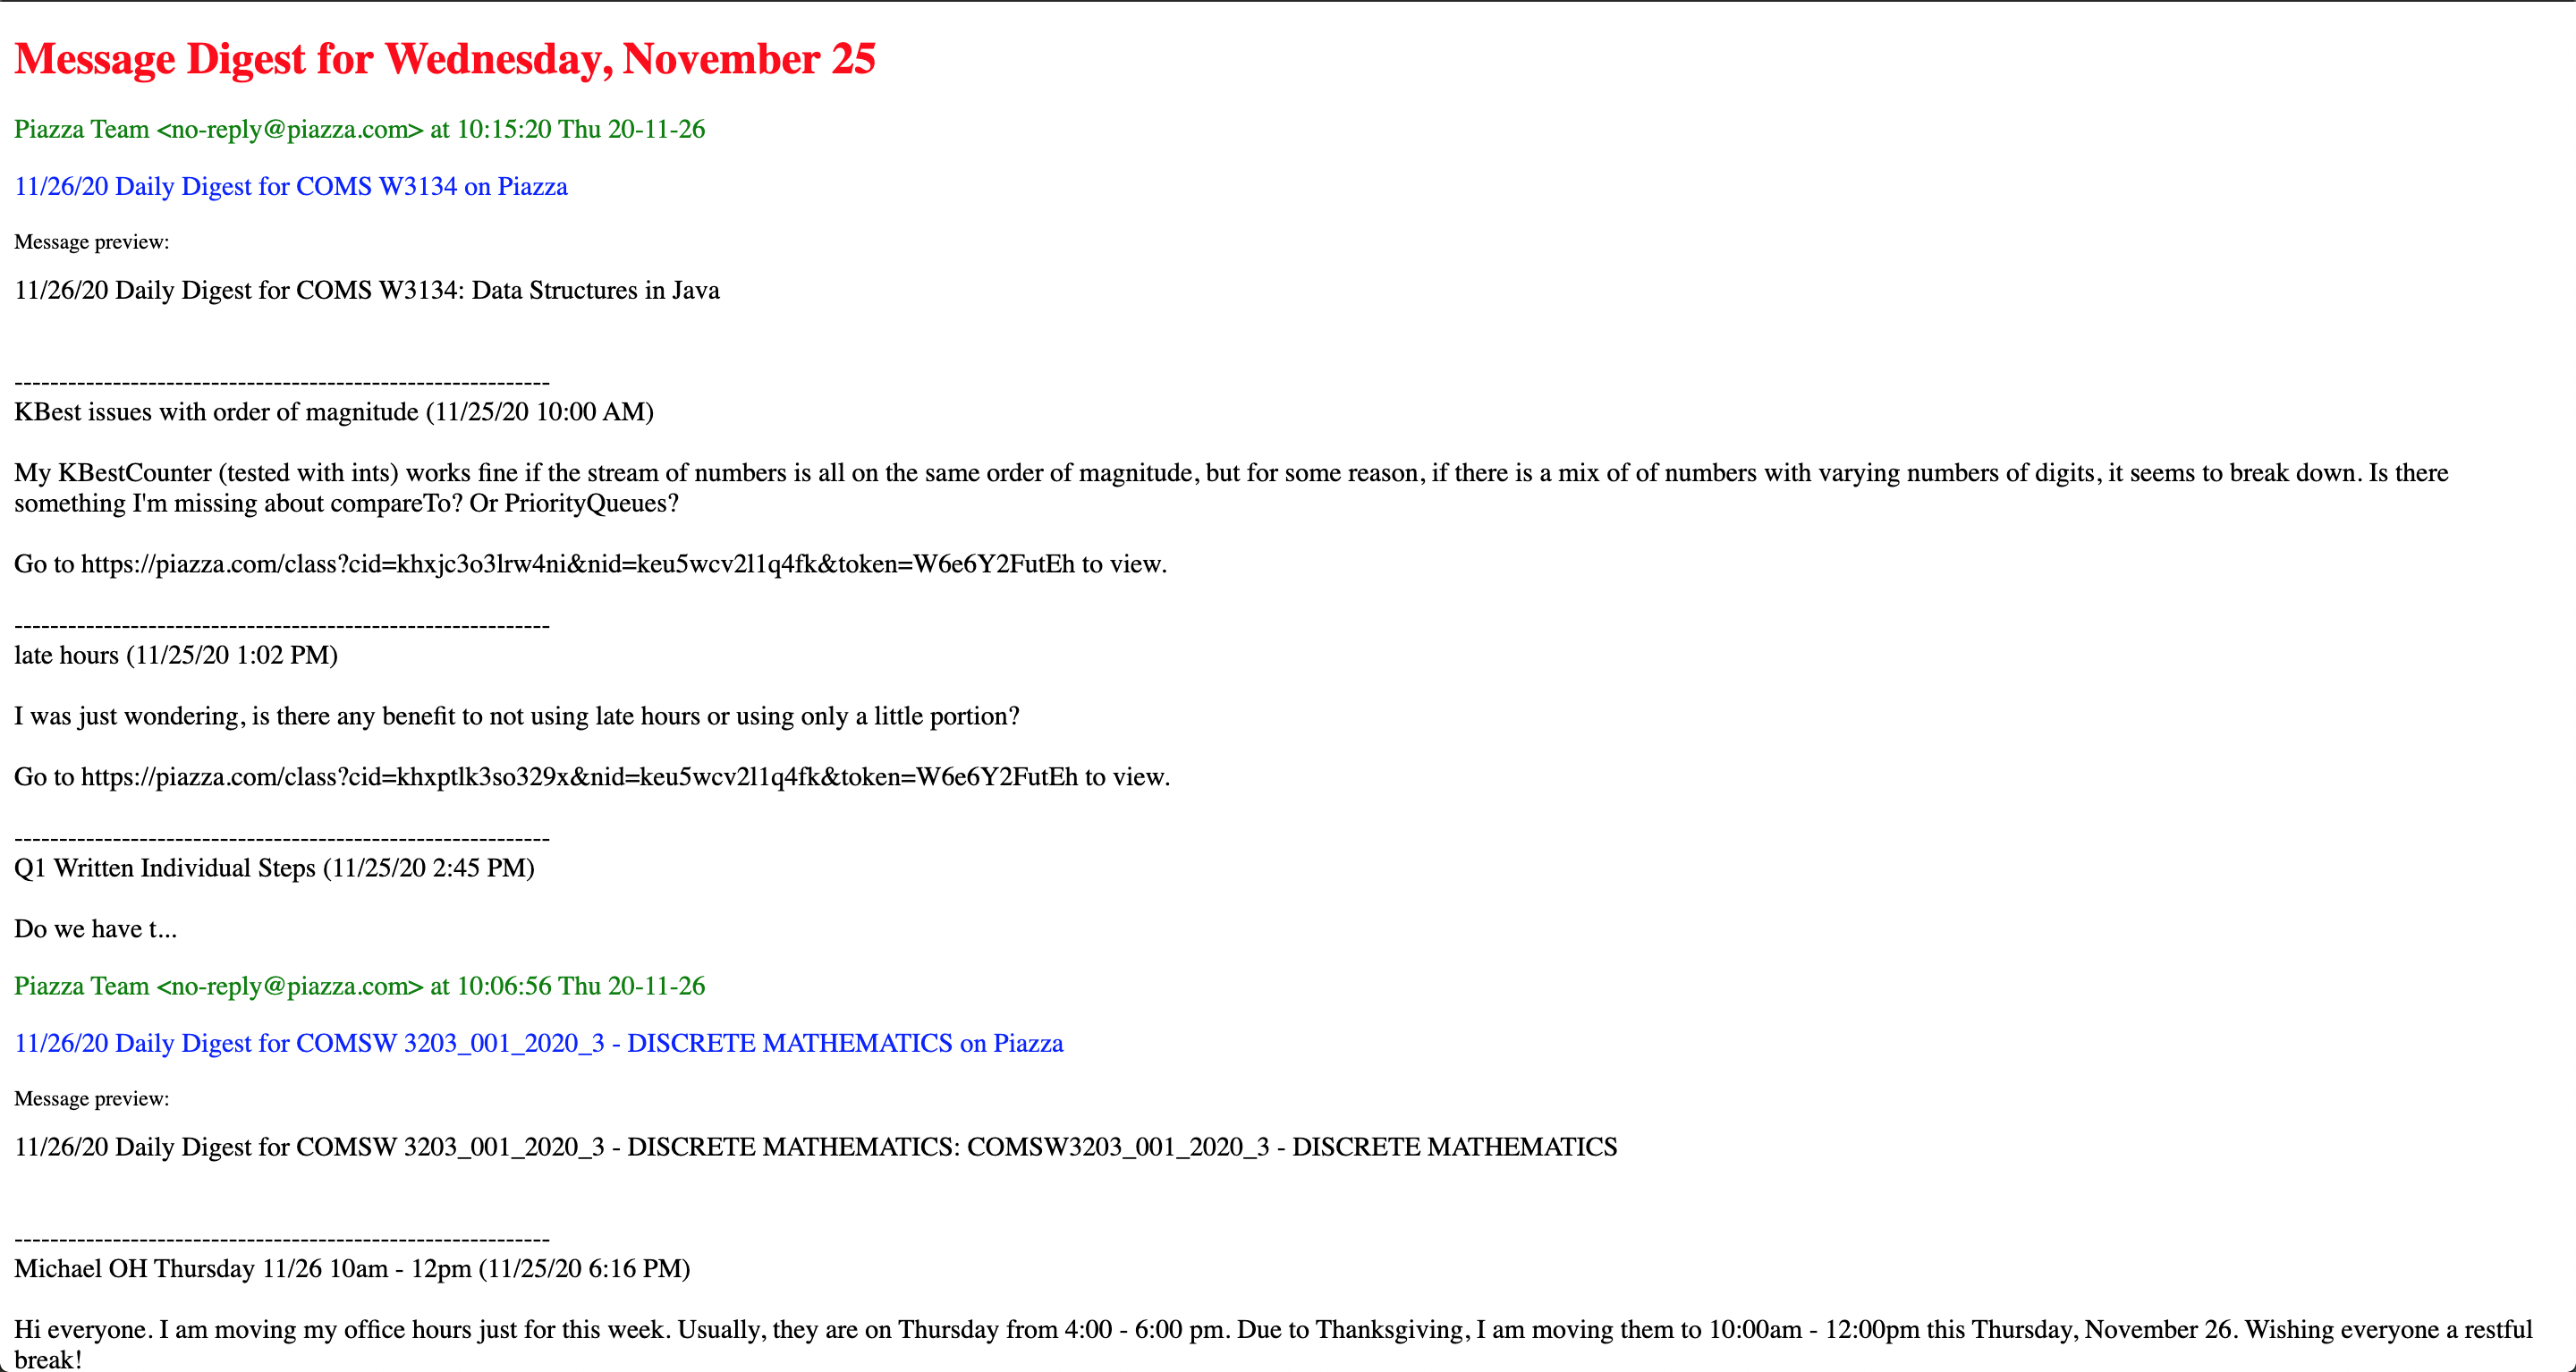 Message Digest for Wednesday, November 25
Piazza Team <no-reply@piazza.com> at 10:15:20 Thu 20-11-26
11/26/20 Daily Digest for COMS W3134 on Piazza
Message preview:
11/26/20 Daily Digest for COMS W3134: Data Structures in Java
------------------------------------------------------------
KBest issues with order of magnitude (11/25/20 10:00 AM)
My KBestCounter (tested with ints) works fine if the stream of numbers is all on the same order of magnitude, but for some reason, if there is a mix of of numbers with varying numbers of digits, it seems to break down. Is there
something I'm missing about compareTo? Or PriorityQueues?
Go to https://piazza.com/class?cid=khxjc3o3lrw4ni&nid=keu5wcv2l1q4fk&token=W6e6Y2FutEh to view.
------------------------------------------------------------
late hours (11/25/20 1:02 PM)
I was just wondering, is there any benefit to not using late hours or using only a little portion?
Go to https://piazza.com/class?cid=khxptlk3so329x&nid=keu5wcv2l1q4fk&token=W6e6Y2FutEh to view.
------------------------------------------------------------
Q1 Written Individual Steps (11/25/20 2:45 PM)
Do we have t...
Piazza Team <no-reply@piazza.com> at 10:06:56 Thu 20-11-26
11/26/20 Daily Digest for COMSW 3203_001_2020_3 - DISCRETE MATHEMATICS on Piazza
Message preview:
11/26/20 Daily Digest for COMSW 3203_001_2020_3 - DISCRETE MATHEMATICS: COMSW3203_001_2020_3 - DISCRETE MATHEMATICS
------------------------------------------------------------
Michael OH Thursday 11/26 10am - 12pm (11/25/20 6:16 PM)
Hi everyone. I am moving my office hours just for this week. Usually, they are on Thursday from 4:00 - 6:00 pm. Due to Thanksgiving, I am moving them to 10:00am - 12:00pm this Thursday, November 26. Wishing everyone a restful
break!